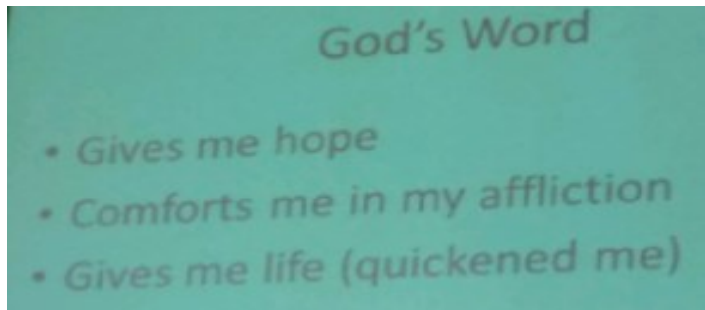 God's Word
• Gives me hope
• Comforts me in my affliction
• Gives me life (quickened me)